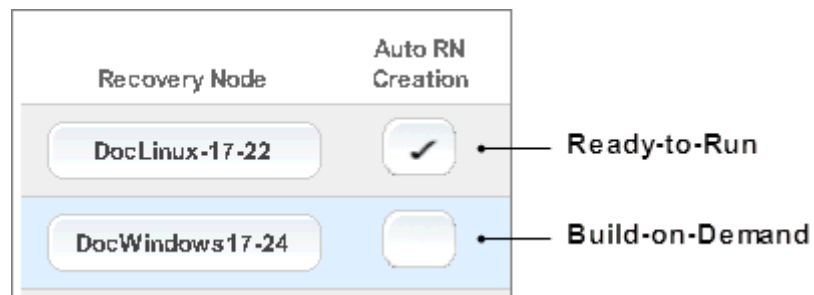 Recovery Node
Auto RN
Creation
DocLinux-17-22
Ready-to-Run
DocWindows17-24
Build-on-Demand